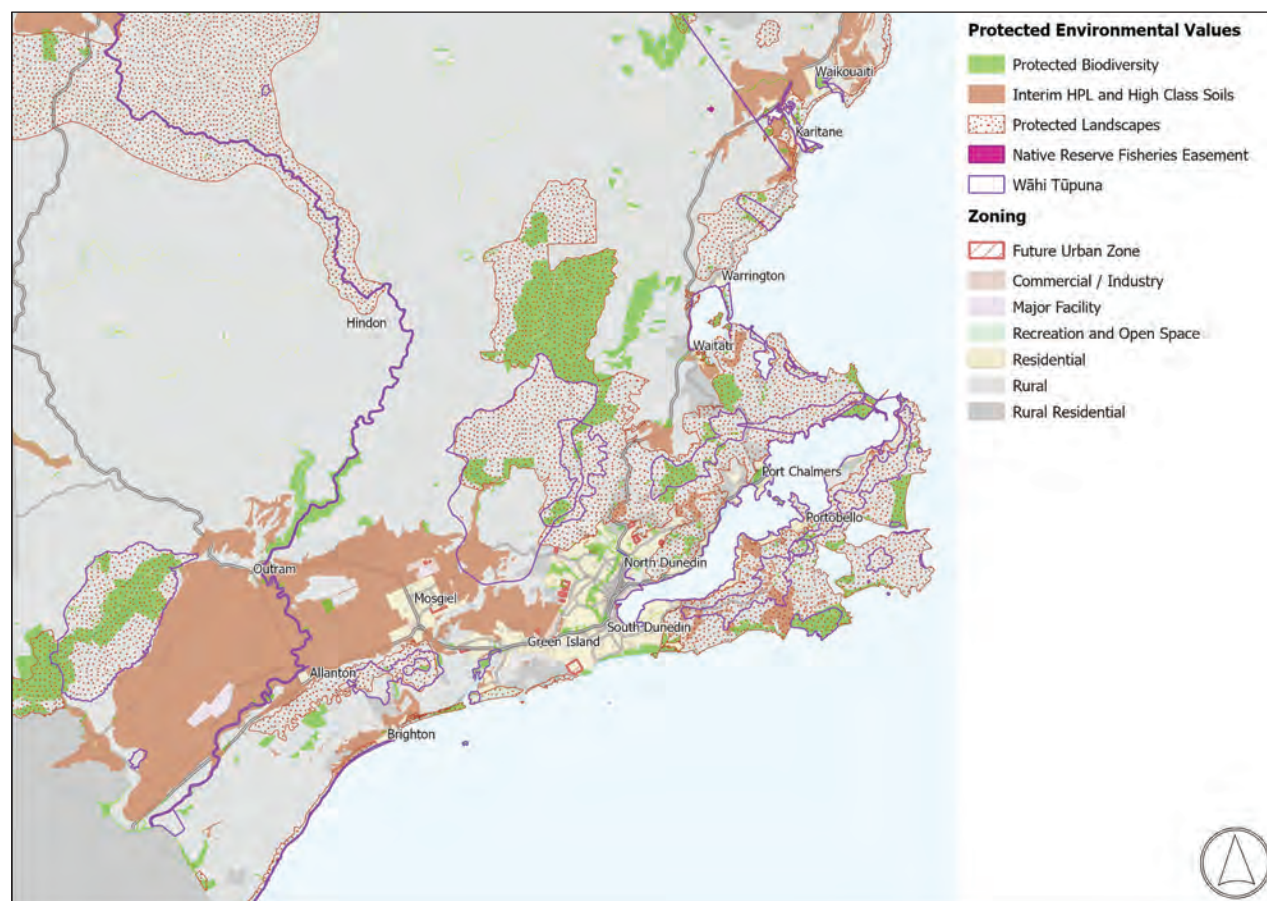 Protected Environmental Values
Protected Biodiversity
Interim HPL and High Class Soils
Protected Landscapes
Native Reserve Fisheries Easement
Wāhi Tūpuna
Zoning
Future Urban Zone
Commercial / Industry
Major Facility
Recreation and Open Space
Residential
Rural
Rural Residential
Waikouaiti
Karitane
Warrington
Hindon
Waitati
Port Chalmers
Portobello
Outram
North Dunedin
Mosgiel
South Dunedin
Green Island
Allanton
Brighton